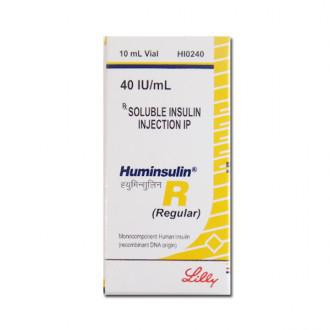 10 mL Vial HI0240
40 IU/mL
℞ SOLUBLE INSULIN
INJECTION IP
Huminsulin®
ह्युमिन्सुलिन
R
(Regular)
Monocomponent Human Insulin
(recombinant DNA origin)
Lilly